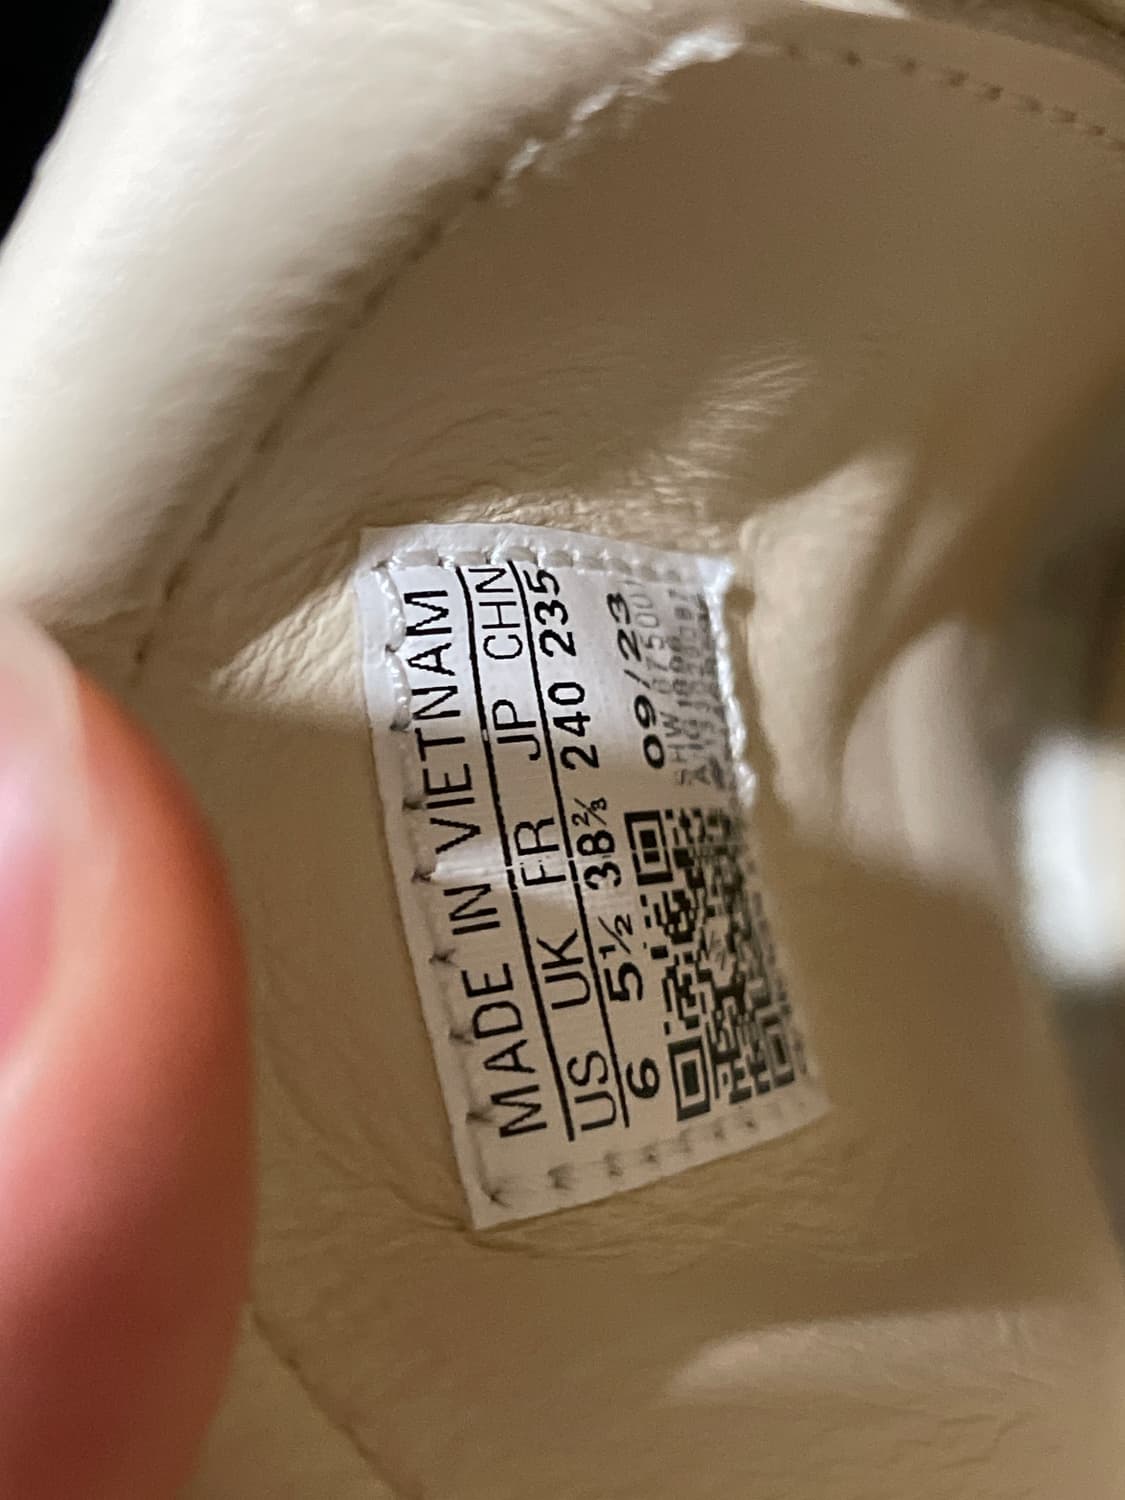 MADE IN VIETNAM
US UK FR JP CHN
6 5½ 38⅔ 240 235
09/23